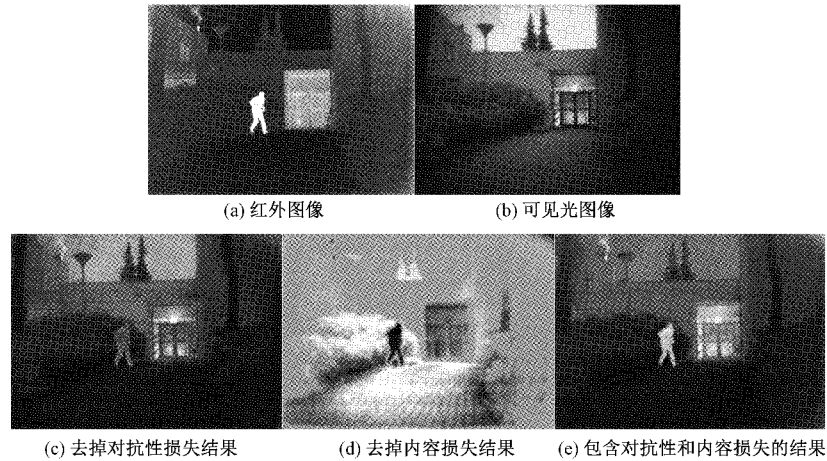 (a) 红外图像
(b) 可见光图像
(c) 去掉对抗性损失结果
(d) 去掉内容损失结果
(e) 包含对抗性和内容损失的结果